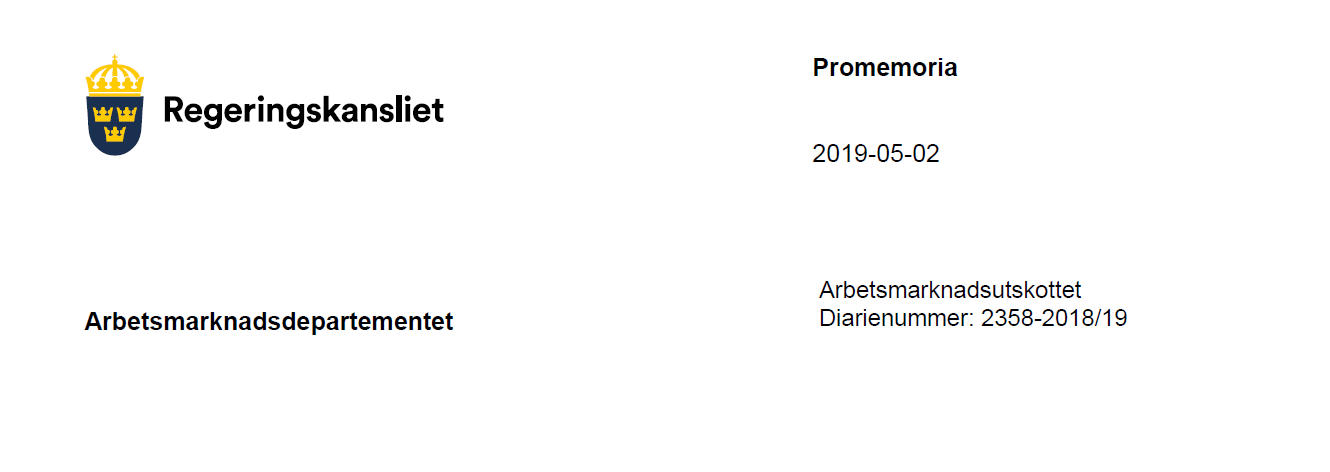 Regeringskansliet
Promemoria
2019-05-02
Arbetsmarknadsdepartementet
Arbetsmarknadsutskottet
Diarienummer: 2358-2018/19